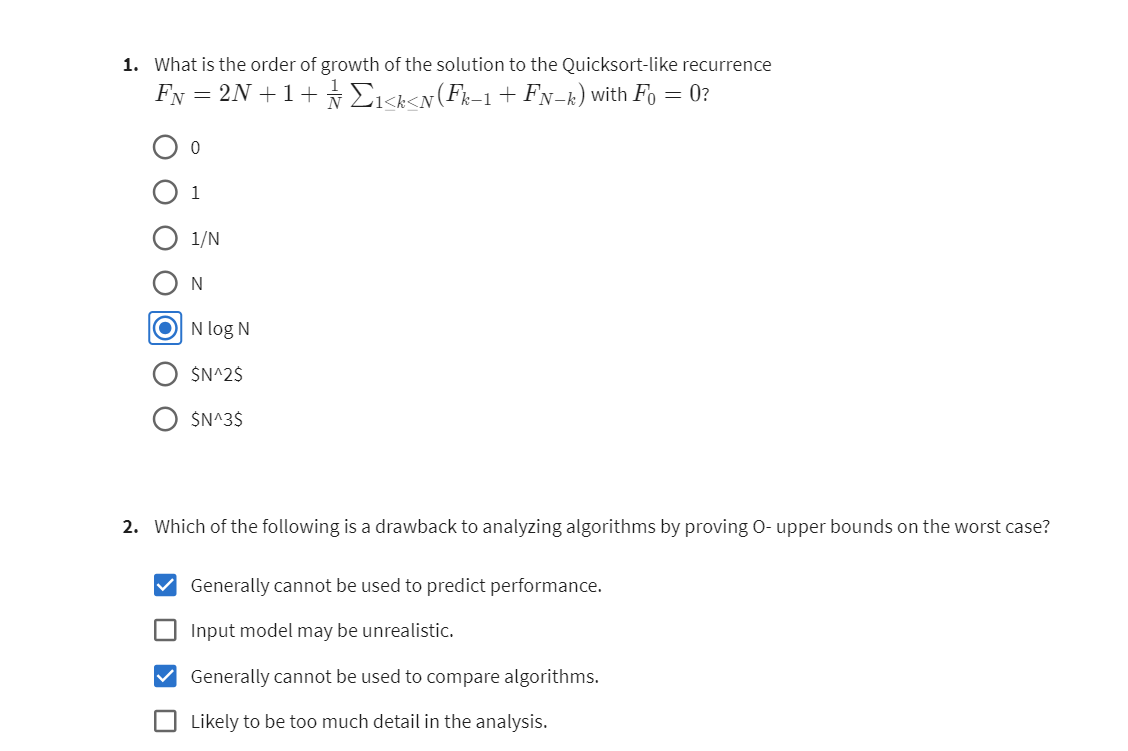 1. What is the order of growth of the solution to the Quicksort-like recurrence
F_N = 2N + 1 + \frac{1}{N} \sum_{1≤k≤N} (F_{k-1} + F_{N-k}) with F_0 = 0?
0
1
1/N
N
N log N
$N^2$
$N^3$
2. Which of the following is a drawback to analyzing algorithms by proving O- upper bounds on the worst case?
Generally cannot be used to predict performance.
Input model may be unrealistic.
Generally cannot be used to compare algorithms.
Likely to be too much detail in the analysis.